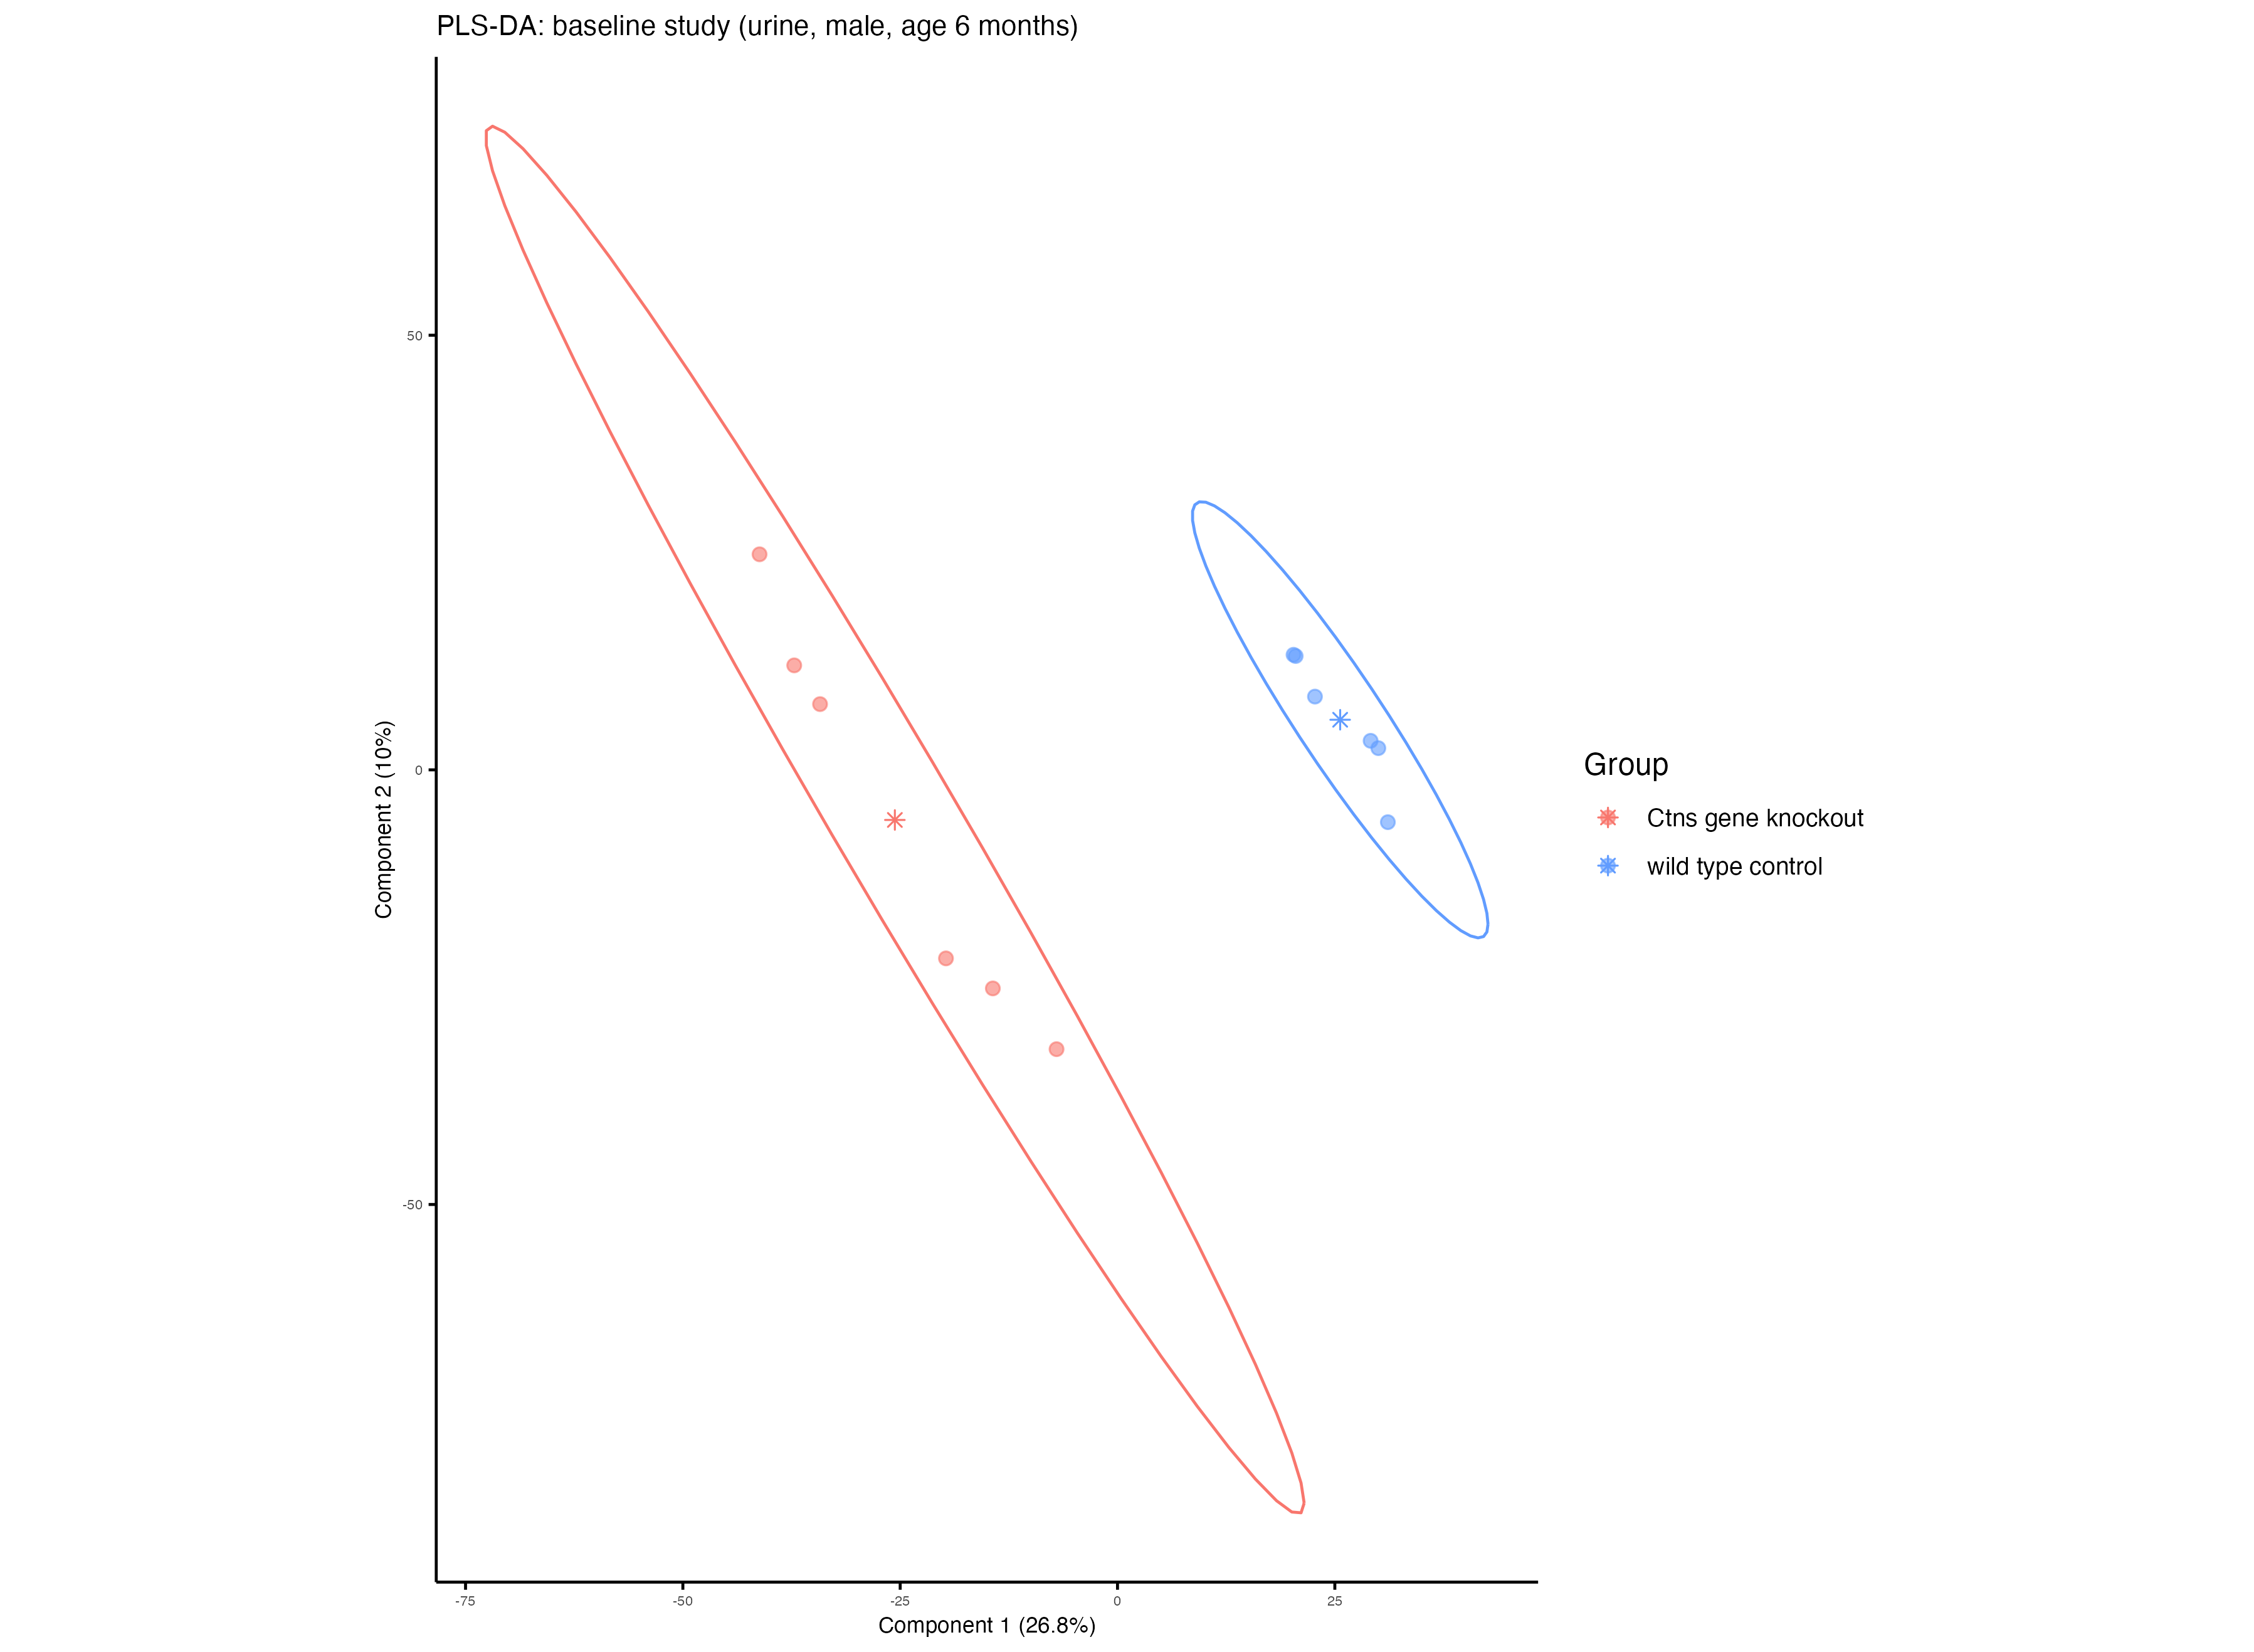 PLS-DA: baseline study (urine, male, age 6 months)
50
0
-50
Component 2 (10%)
-75
-50
-25
0
25
Component 1 (26.8%)
Group
Ctns gene knockout
wild type control